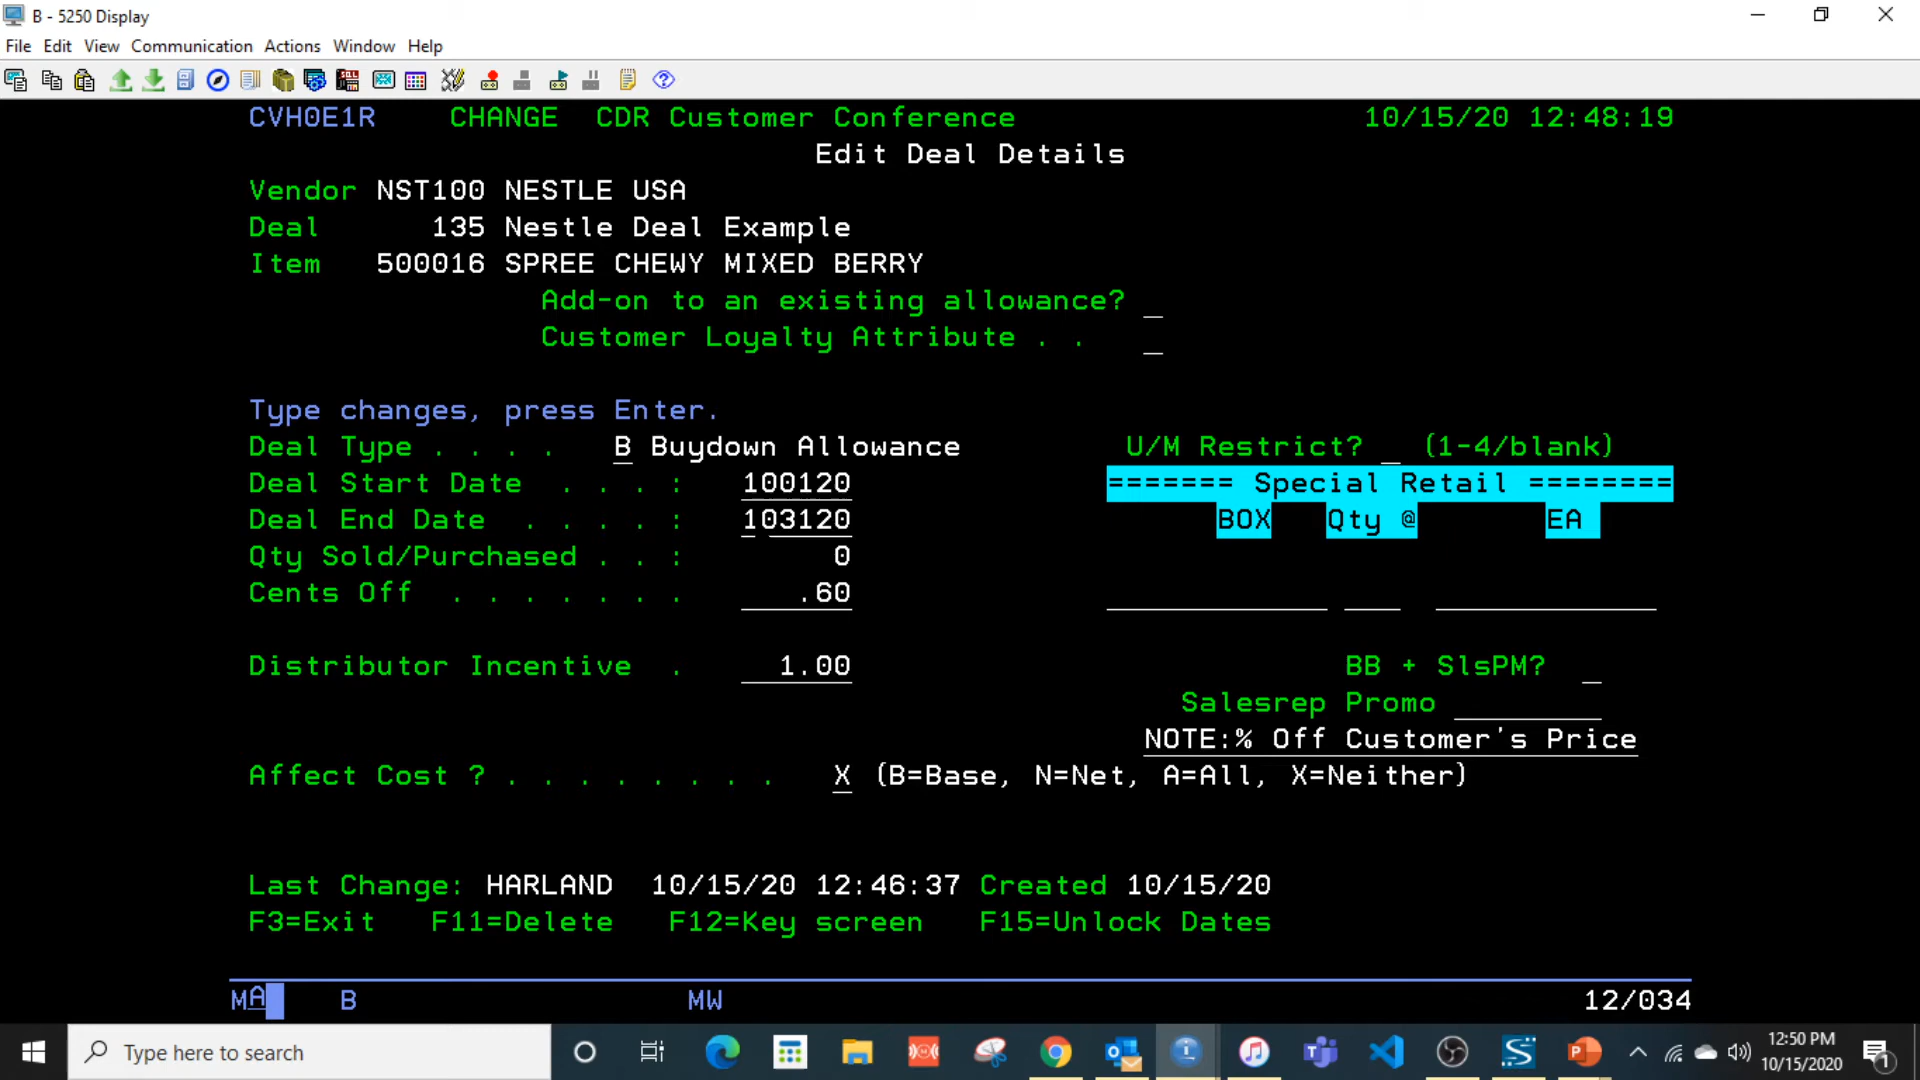 B - 5250 Display
File Edit View Communication Actions Window Help
CVH0E1R CHANGE CDR Customer Conference 10/15/20 12:48:19
Edit Deal Details
Vendor NST100 NESTLE USA
Deal 135 Nestle Deal Example
Item 500016 SPREE CHEWY MIXED BERRY
Add-on to an existing allowance? _
Customer Loyalty Attribute . . _
Type changes, press Enter.
Deal Type . . . . B Buydown Allowance U/M Restrict? _ (1-4/blank)
Deal Start Date . . . : 100120 ======= Special Retail ========
Deal End Date . . . . : 103120 BOX Qty @ EA
Qty Sold/Purchased . . : 0
Cents Off . . . . . . . .60
Distributor Incentive . 1.00 BB + SlsPM? _
Salesrep Promo
NOTE:% Off Customer's Price
Affect Cost ? . . . . . . . . X (B=Base, N=Net, A=All, X=Neither)
Last Change: HARLAND 10/15/20 12:46:37 Created 10/15/20
F3=Exit F11=Delete F12=Key screen F15=Unlock Dates
MA B MW 12/034
Type here to search
12:50 PM
10/15/2020
1